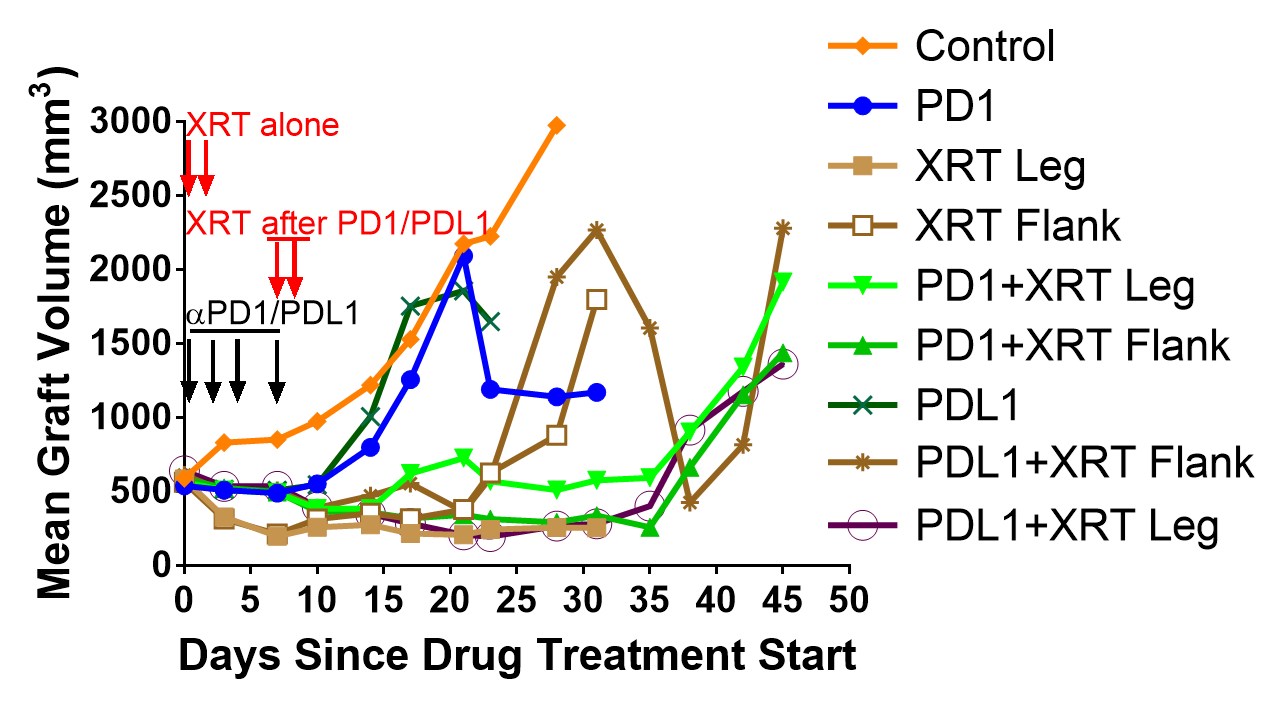 Control
PD1
XRT Leg
XRT Flank
PD1+XRT Leg
PD1+XRT Flank
PDL1
PDL1+XRT Flank
PDL1+XRT Leg
Mean Graft Volume (mm³)
3000
2500
2000
1500
1000
500
0
XRT alone
XRT after PD1/PDL1
αPD1/PDL1
0 5 10 15 20 25 30 35 40 45 50
Days Since Drug Treatment Start